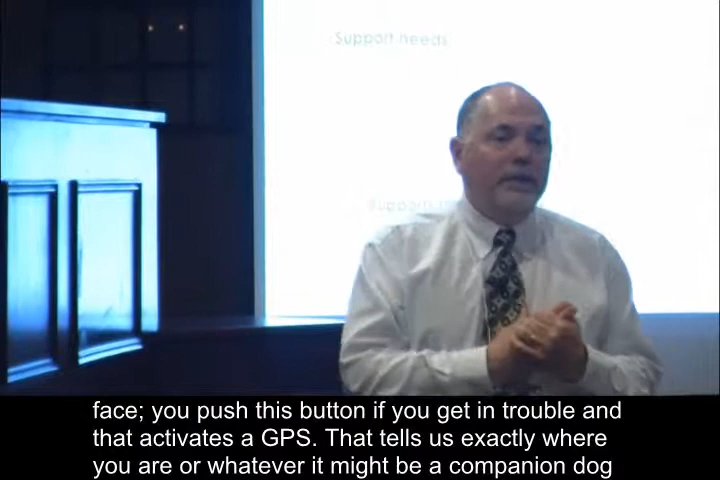 Support needs
Supports
face; you push this button if you get in trouble and
that activates a GPS. That tells us exactly where
you are or whatever it might be a companion dog